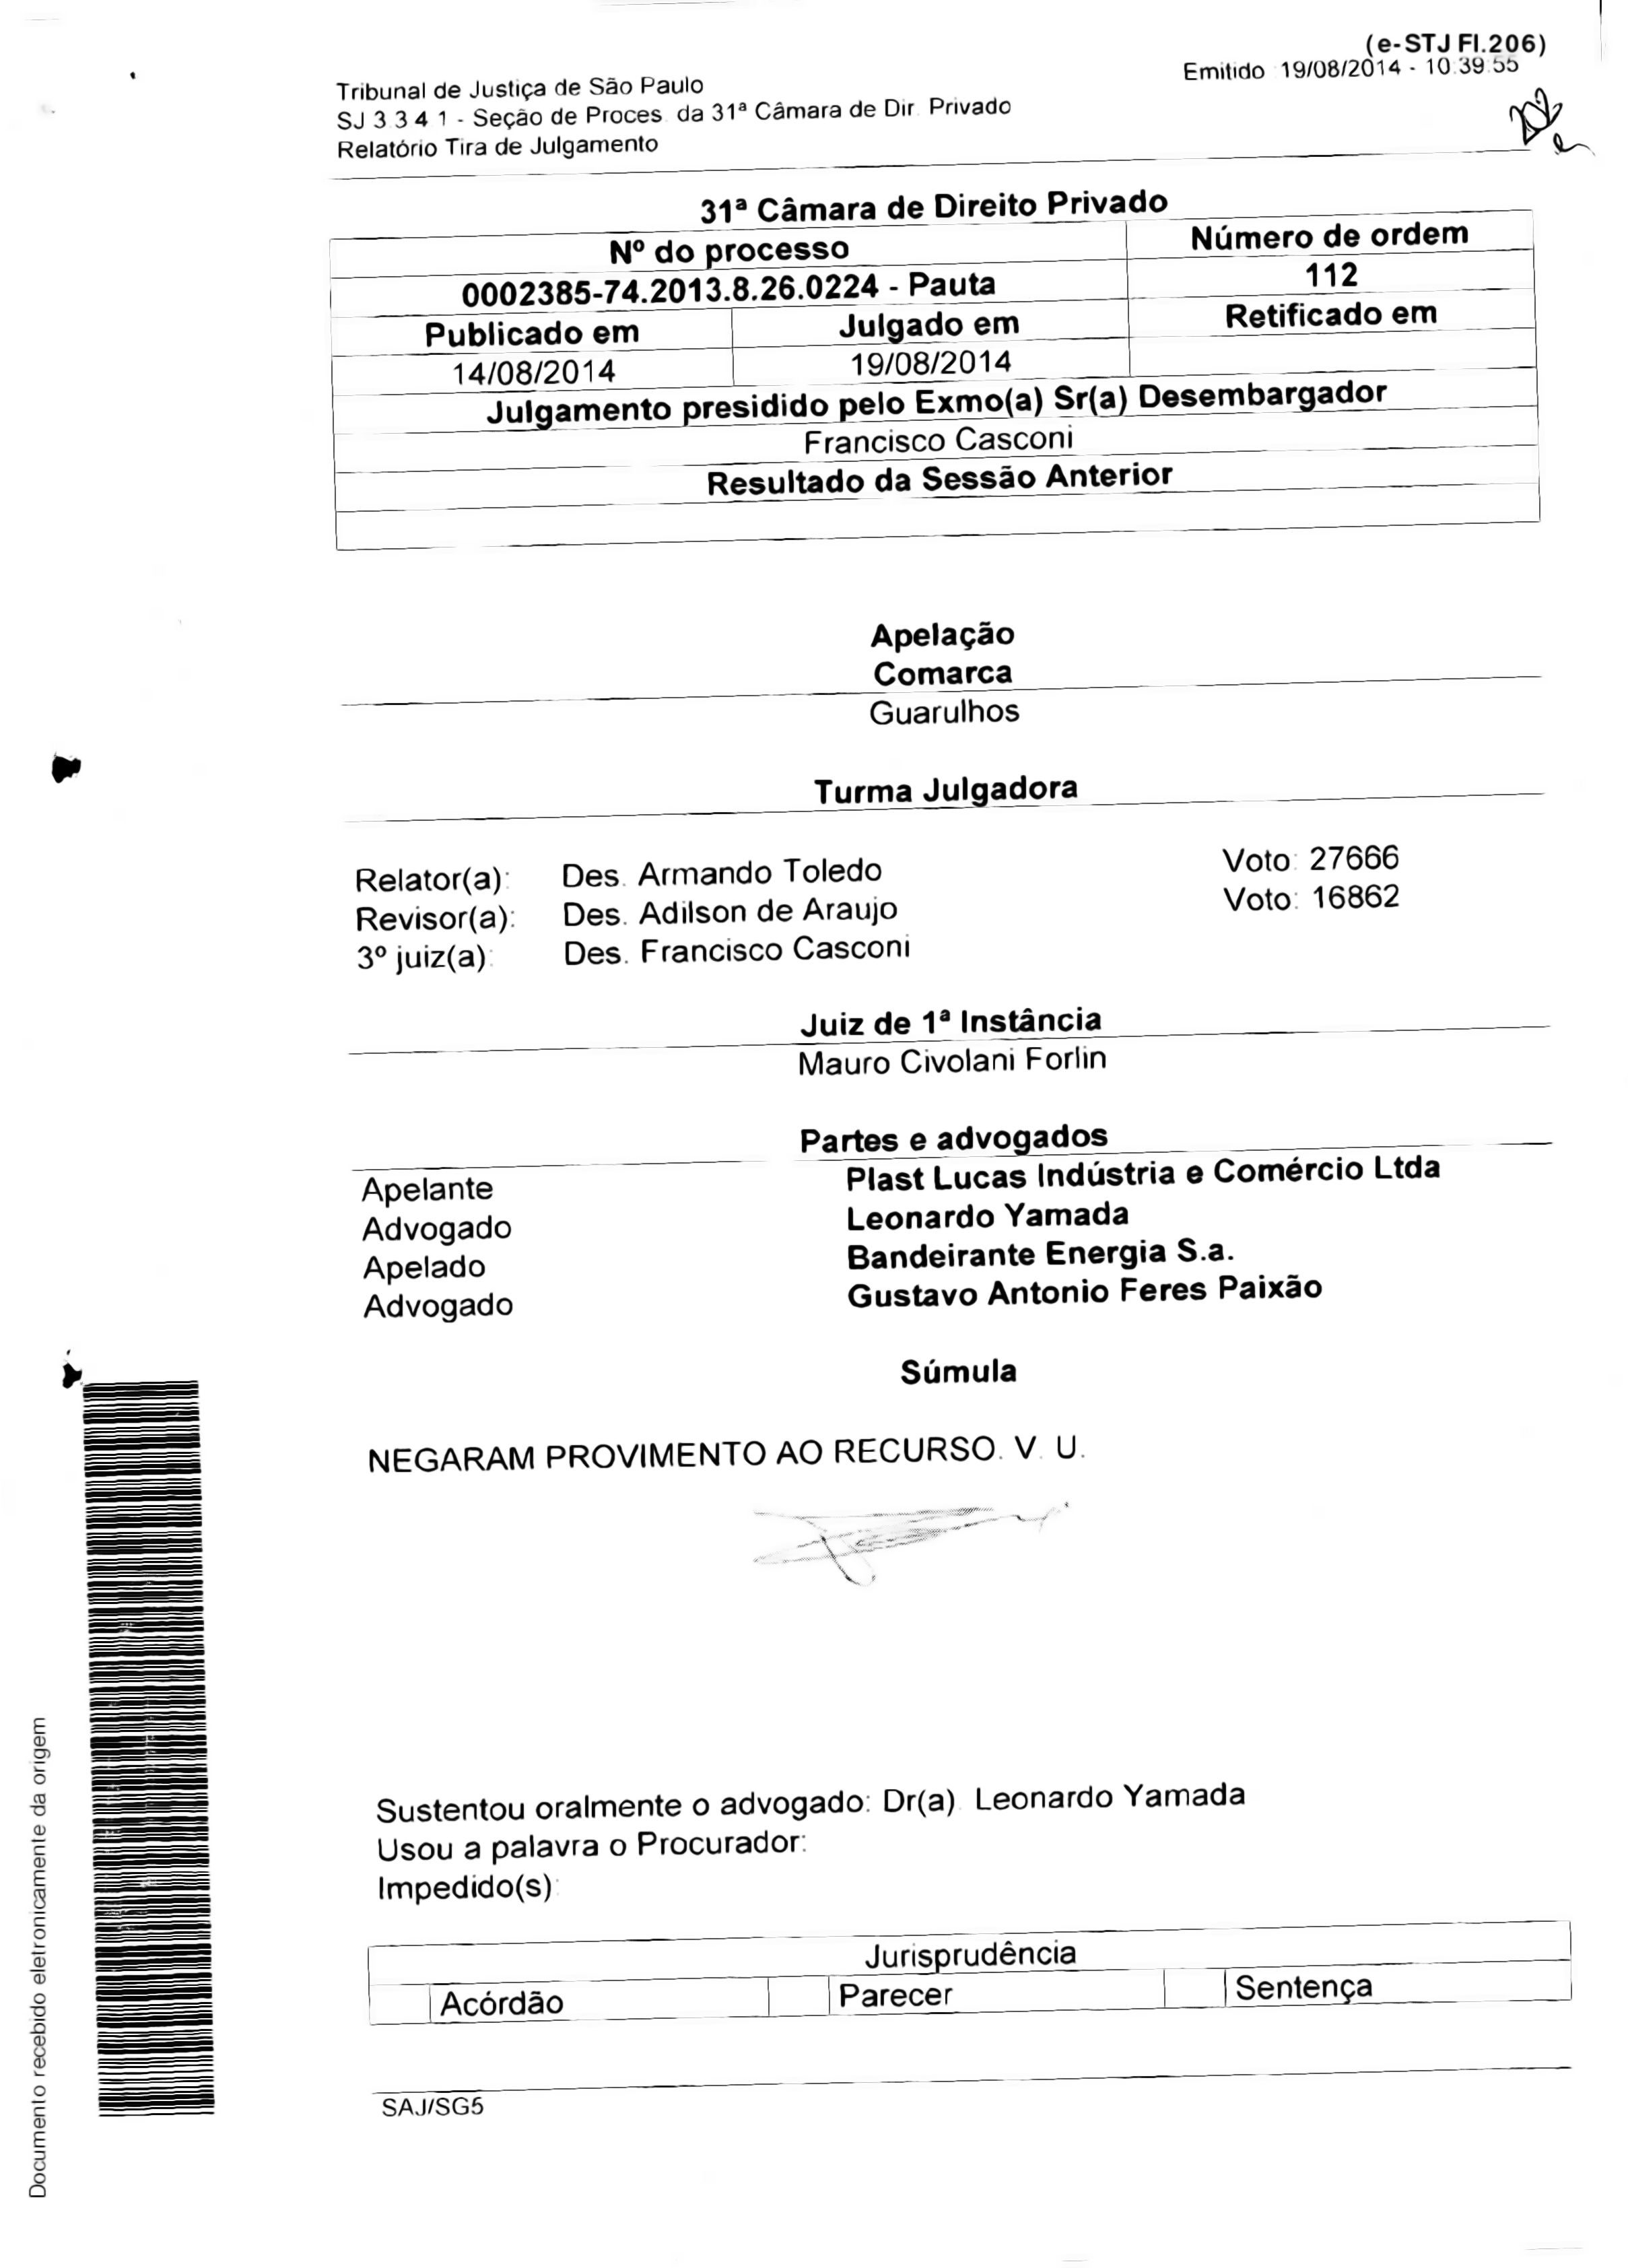 (e-STJ Fl.206)
Emitido : 19/08/2014 - 10:39:55
Tribunal de Justiça de São Paulo
SJ 3.3.4.1 - Seção de Proces. da 31ª Câmara de Dir. Privado
Relatório Tira de Julgamento
31ª Câmara de Direito Privado
Nº do processo Número de ordem
0002385-74.2013.8.26.0224 - Pauta 112
Publicado em Julgado em Retificado em
14/08/2014 19/08/2014
Julgamento presidido pelo Exmo(a) Sr(a) Desembargador
Francisco Casconi
Resultado da Sessão Anterior
Apelação
Comarca
Guarulhos
Turma Julgadora
Relator(a): Des. Armando Toledo Voto: 27666
Revisor(a): Des. Adilson de Araujo Voto: 16862
3º juiz(a): Des. Francisco Casconi
Juiz de 1ª Instância
Mauro Civolani Forlin
Partes e advogados
Apelante Plast Lucas Indústria e Comércio Ltda
Advogado Leonardo Yamada
Apelado Bandeirante Energia S.a.
Advogado Gustavo Antonio Feres Paixão
Súmula
NEGARAM PROVIMENTO AO RECURSO. V. U.
Sustentou oralmente o advogado: Dr(a). Leonardo Yamada
Usou a palavra o Procurador:
Impedido(s):
Jurisprudência
Acórdão Parecer Sentença
SAJ/SG5
Documento recebido eletronicamente da origem